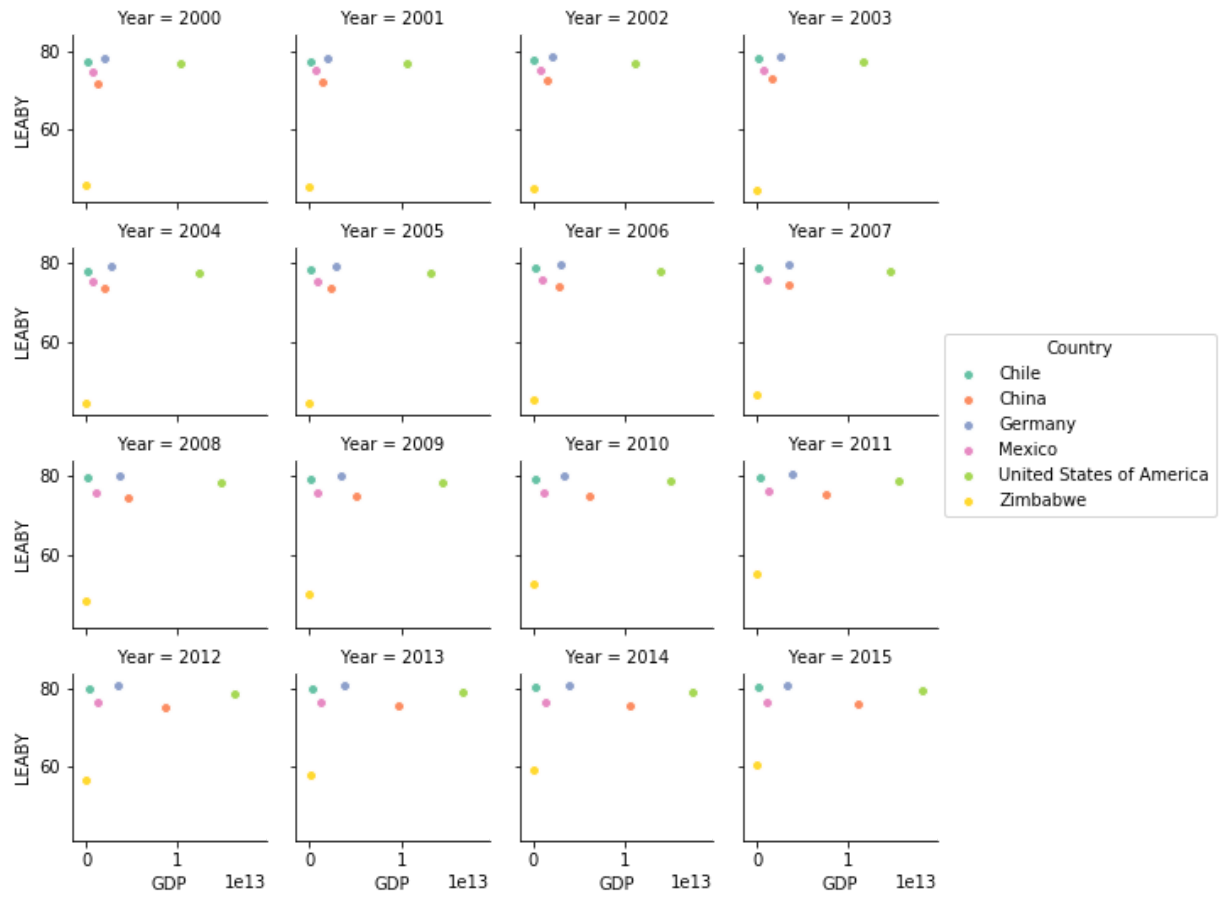 Year = 2000 Year = 2001 Year = 2002 Year = 2003
80
60
LEABY
Year = 2004 Year = 2005 Year = 2006 Year = 2007
80
60
LEABY
Country
Chile
China
Germany
Mexico
United States of America
Zimbabwe
Year = 2008 Year = 2009 Year = 2010 Year = 2011
80
60
LEABY
Year = 2012 Year = 2013 Year = 2014 Year = 2015
80
60
LEABY
0 1 0 1 0 1 0 1
GDP 1e13 GDP 1e13 GDP 1e13 GDP 1e13